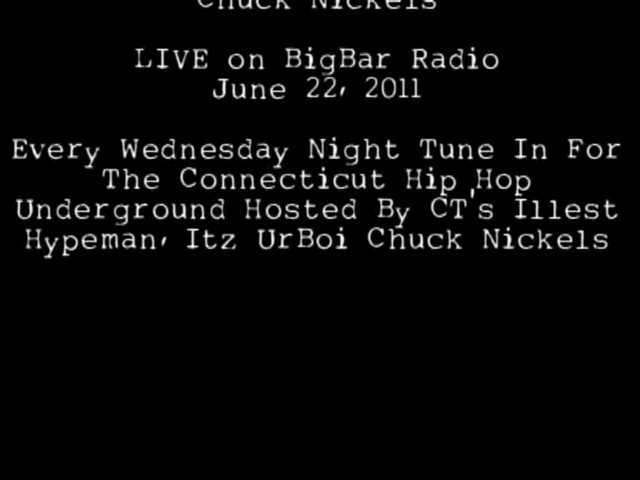 Chuck Nickels
LIVE on BigBar Radio
June 22, 2011
Every Wednesday Night Tune In For
The Connecticut Hip Hop
Underground Hosted By CT's Illest
Hypeman, Itz UrBoi Chuck Nickels